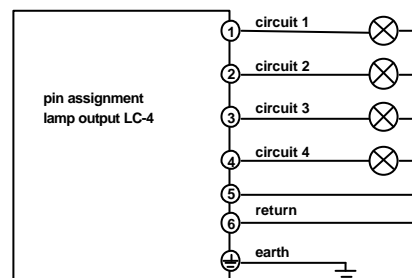 1 circuit 1
2 circuit 2
pin assignment
lamp output LC-4
3 circuit 3
4 circuit 4
5
6 return
earth